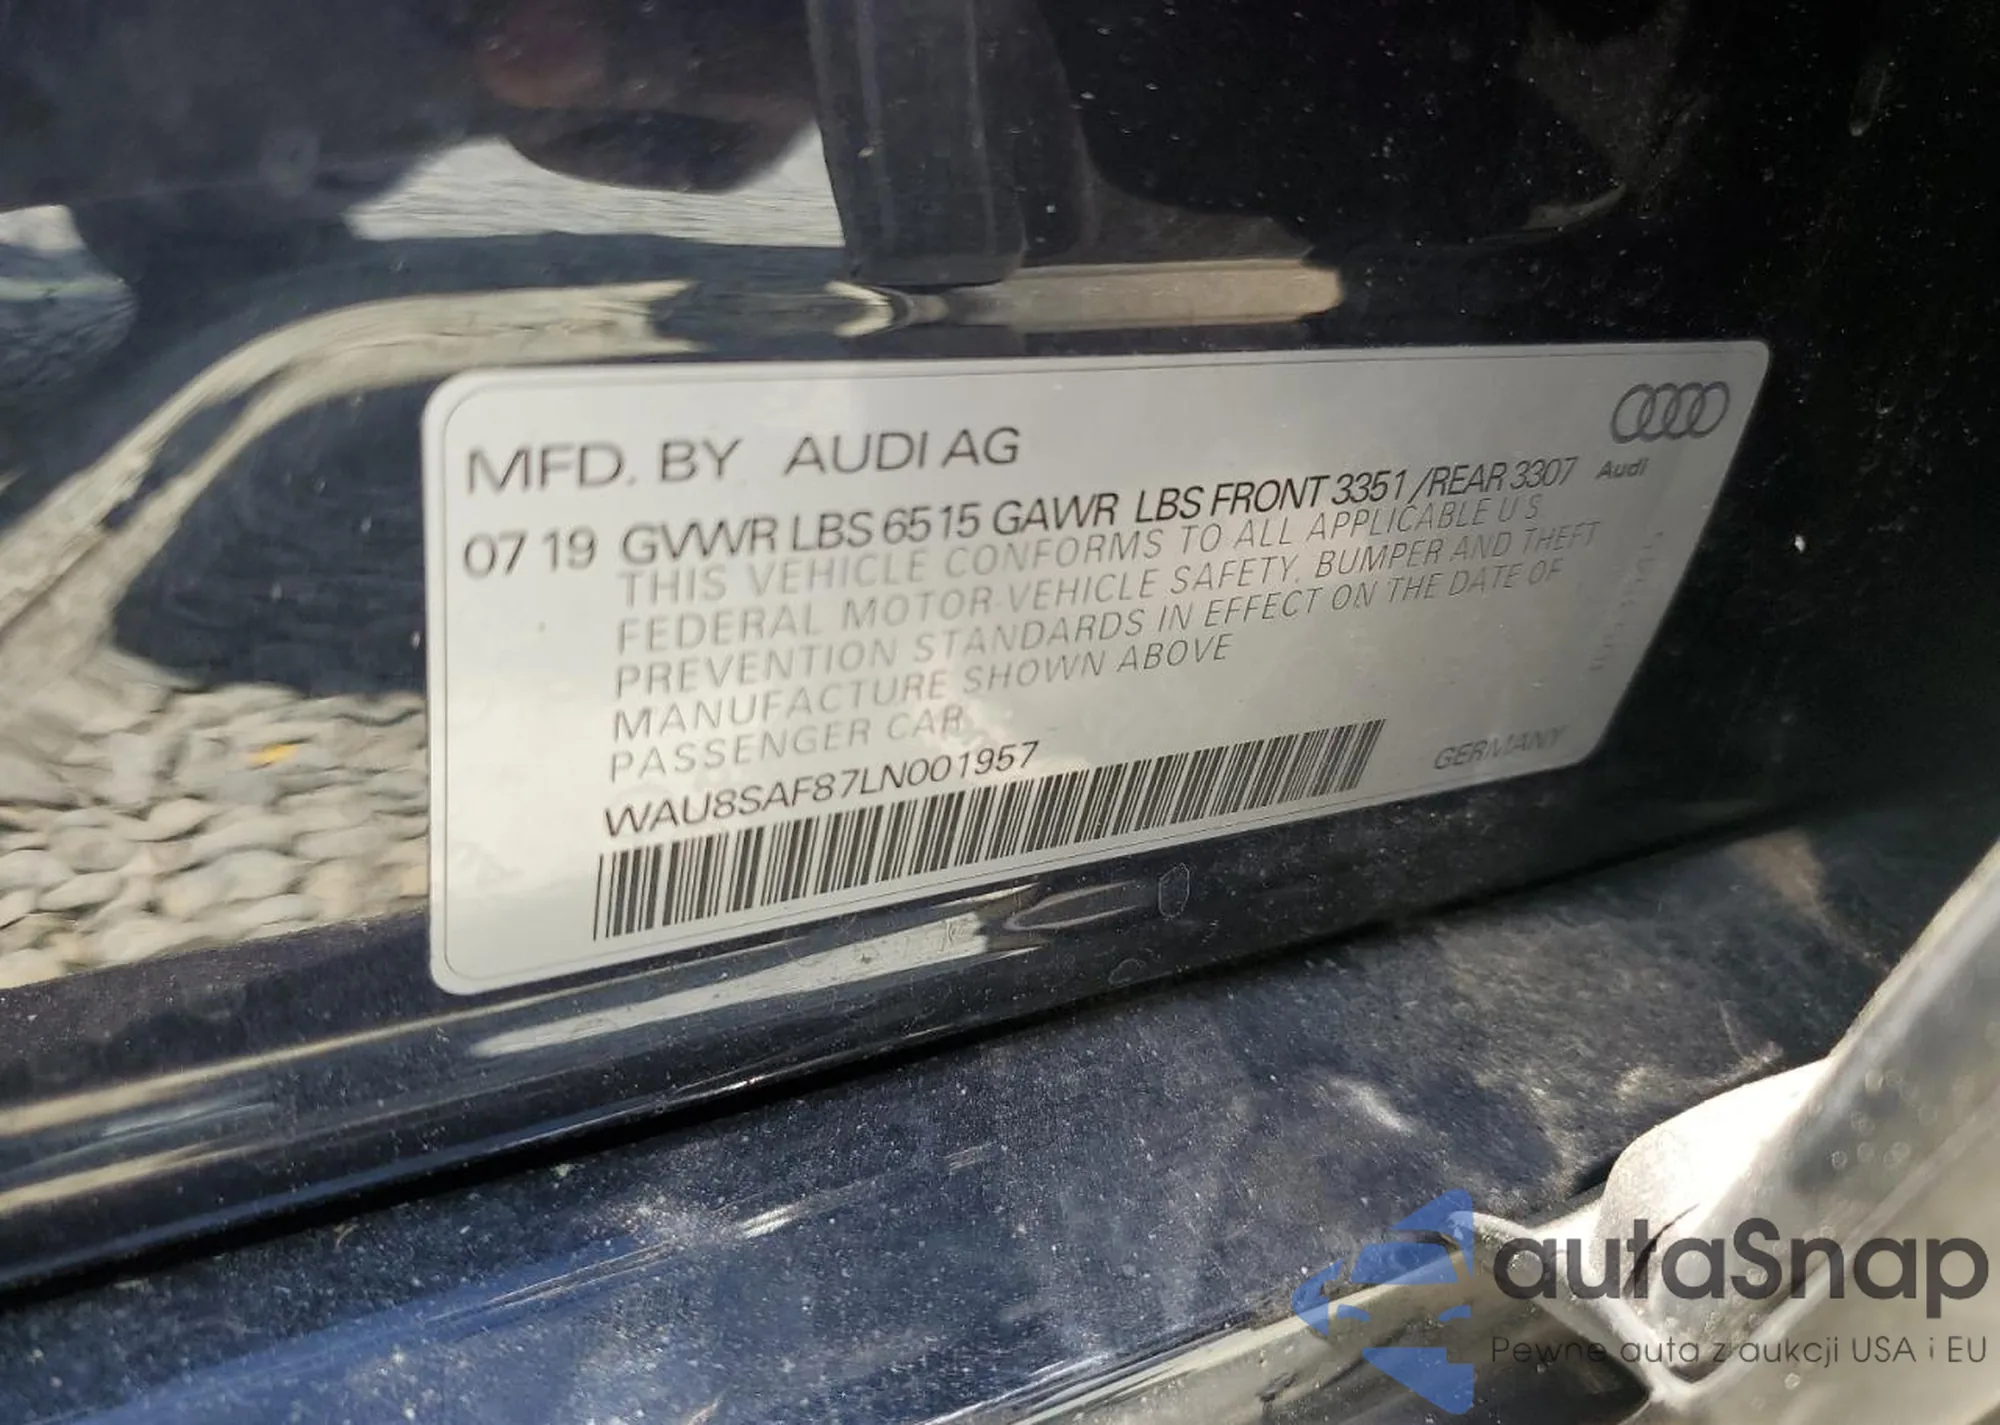 MFD. BY AUDI AG
Audi
07 19 GVWR LBS 6515 GAWR LBS FRONT 3351 /REAR 3307
THIS VEHICLE CONFORMS TO ALL APPLICABLE U S
FEDERAL MOTOR-VEHICLE SAFETY, BUMPER AND THEFT
PREVENTION STANDARDS IN EFFECT ON THE DATE OF
MANUFACTURE SHOWN ABOVE
PASSENGER CAR
WAU8SAF87LN001957
GERMANY
autaSnap
Pewne auta z aukcji USA i EU